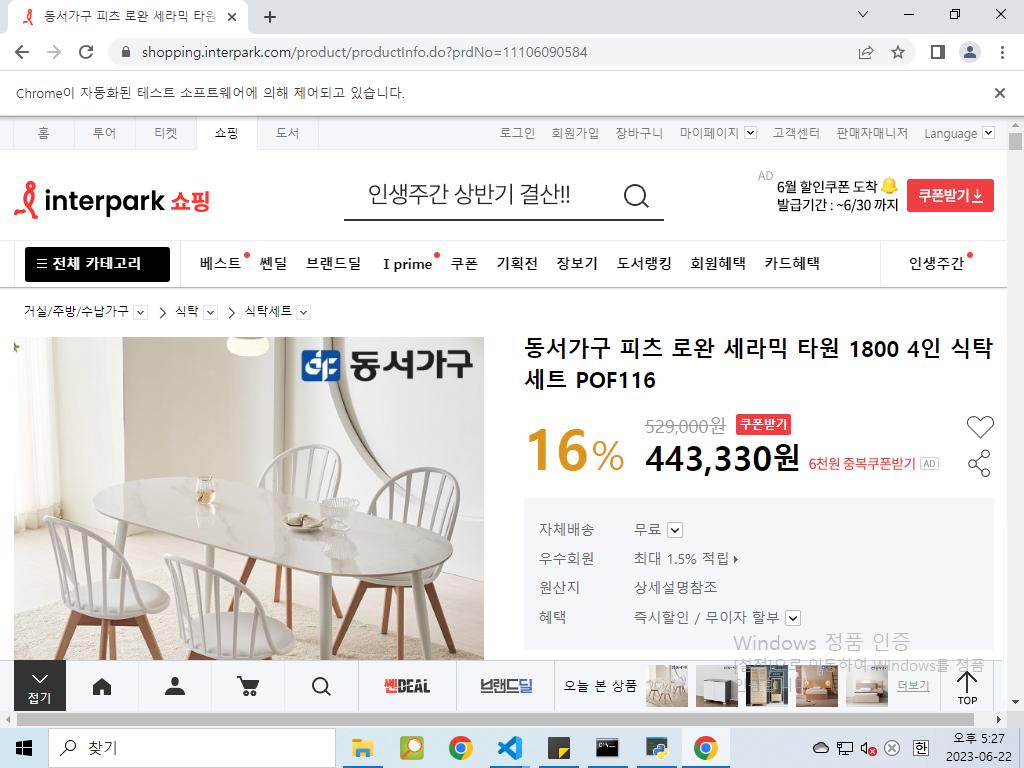 동서가구 피츠 로완 세라믹 타원
shopping.interpark.com/product/productInfo.do?prdNo=11106090584
Chrome이 자동화된 테스트 소프트웨어에 의해 제어되고 있습니다.
홈 투어 티켓 쇼핑 도서 로그인 회원가입 장바구니 마이페이지 고객센터 판매자매니저 Language
interpark 쇼핑
인생주간 상반기 결산!!
AD
6월 할인쿠폰 도착
발급기간 : ~6/30 까지
쿠폰받기
전체 카테고리 베스트 쎈딜 브랜드딜 I prime 쿠폰 기획전 장보기 도서랭킹 회원혜택 카드혜택 인생주간
거실/주방/수납가구 식탁 식탁세트
동서가구
동서가구 피츠 로완 세라믹 타원 1800 4인 식탁
세트 POF116
16%
529,000원 쿠폰받기
443,330원 6천원 중복쿠폰받기 AD
자체배송 무료
우수회원 최대 1.5% 적립
원산지 상세설명참조
혜택 즉시할인 / 무이자 할부
Windows 정품 인증
[설정]으로 이동하여 Windows를 정품
접기
쎈DEAL
브랜드딜
오늘 본 상품
더보기
TOP
찾기
한
오후 5:27
2023-06-22